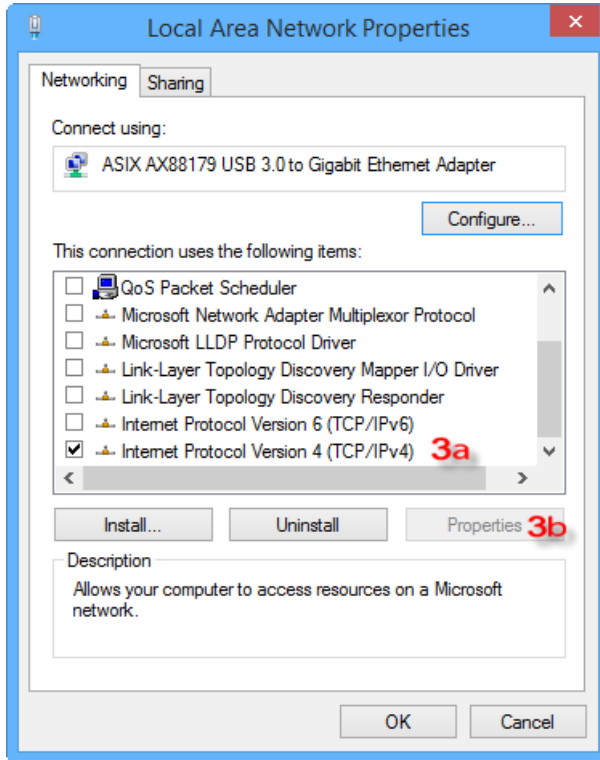 Local Area Network Properties
Networking
Sharing
Connect using:
ASIX AX88179 USB 3.0 to Gigabit Ethernet Adapter
Configure...
This connection uses the following items:
QoS Packet Scheduler
Microsoft Network Adapter Multiplexor Protocol
Microsoft LLDP Protocol Driver
Link-Layer Topology Discovery Mapper I/O Driver
Link-Layer Topology Discovery Responder
Internet Protocol Version 6 (TCP/IPv6)
Internet Protocol Version 4 (TCP/IPv4) 3a
Install... Uninstall Properties 3b
Description
Allows your computer to access resources on a Microsoft
network.
OK Cancel